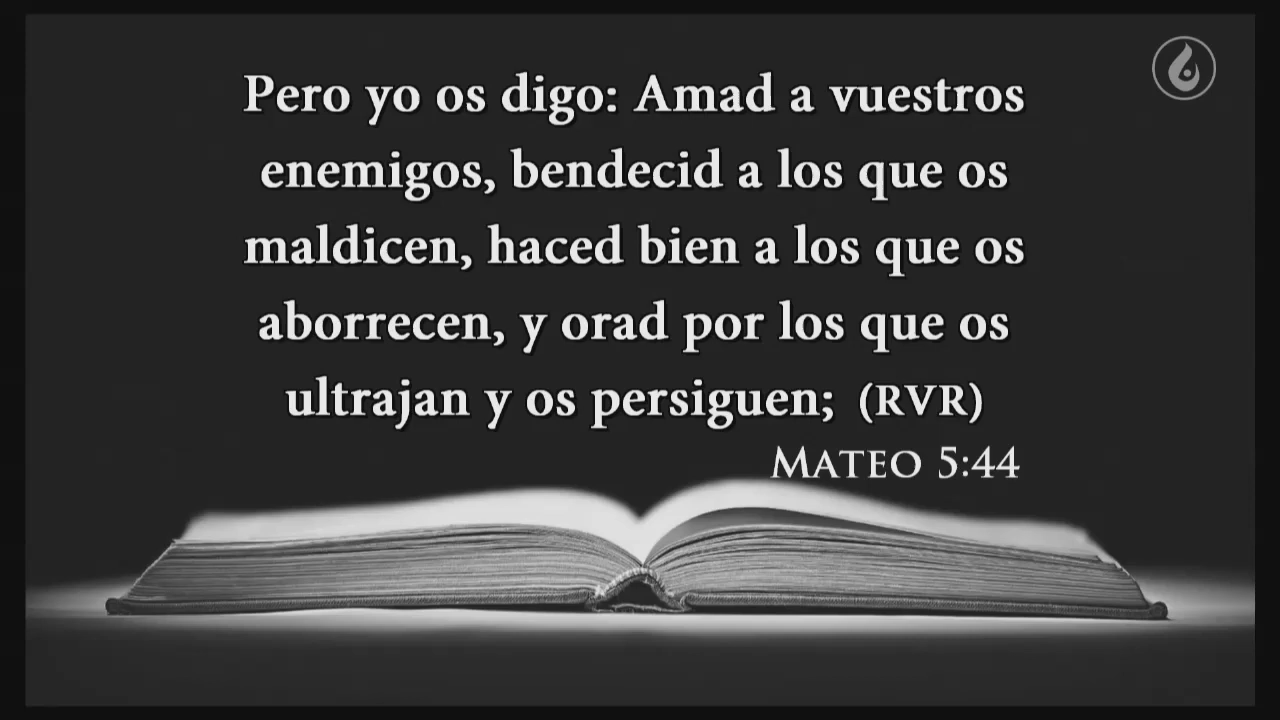 Pero yo os digo: Amad a vuestros
enemigos, bendecid a los que os
maldicen, haced bien a los que os
aborrecen, y orad por los que os
ultrajan y os persiguen; (RVR)
Mateo 5:44